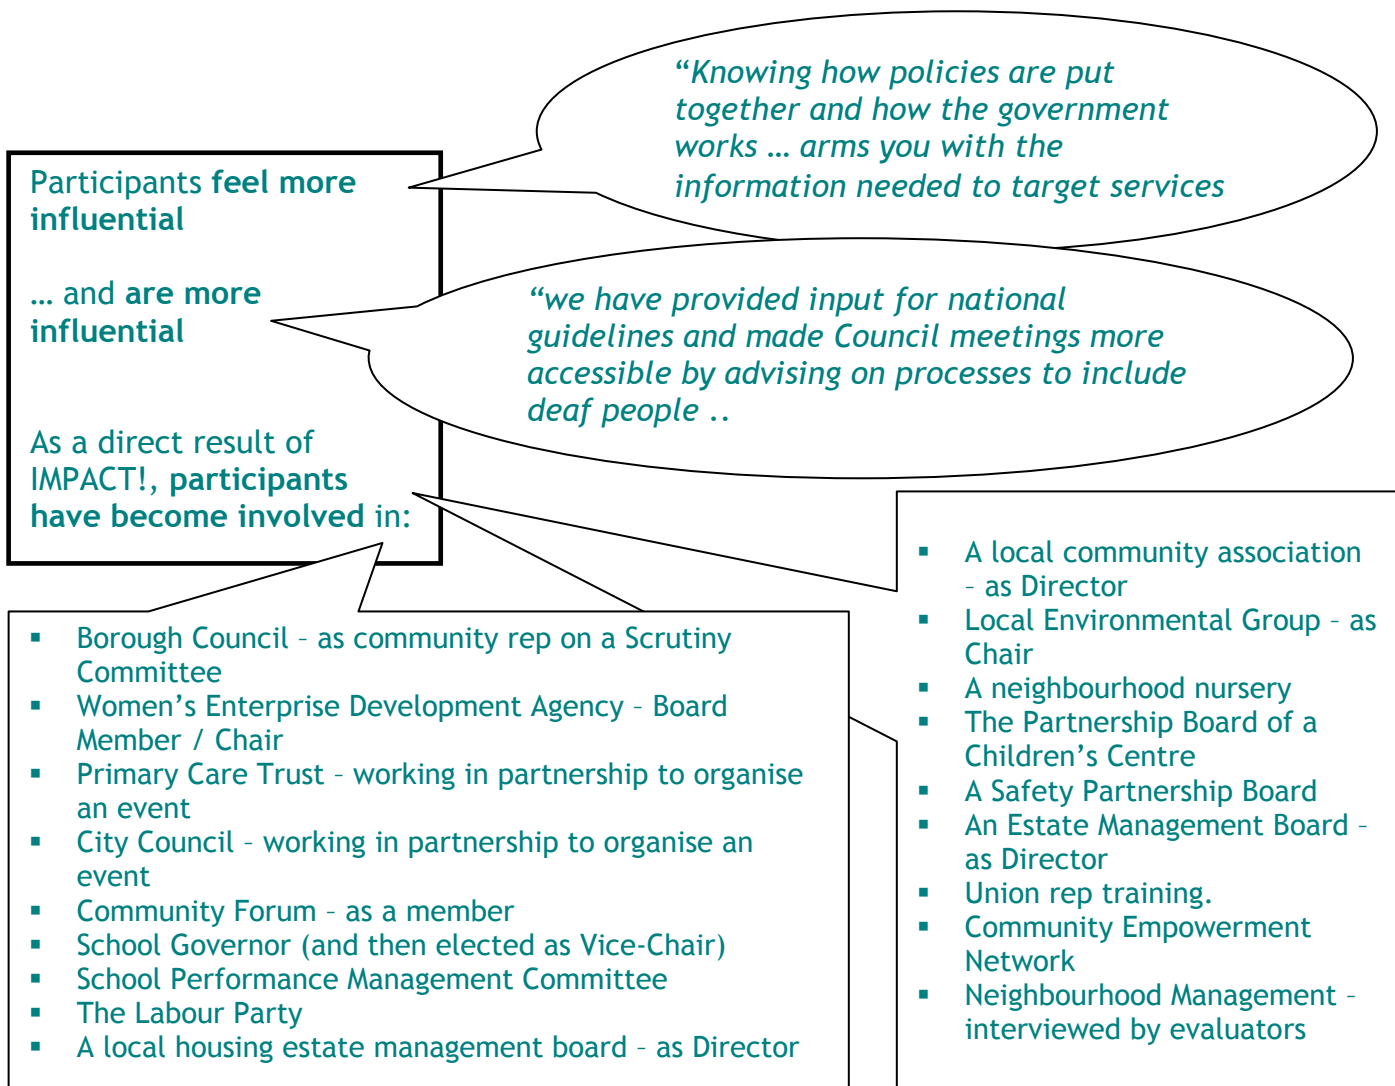 “Knowing how policies are put
together and how the government
works … arms you with the
information needed to target services
Participants feel more
influential
… and are more
influential
“we have provided input for national
guidelines and made Council meetings more
accessible by advising on processes to include
deaf people ..
As a direct result of
IMPACT!, participants
have become involved in:
▪ Borough Council – as community rep on a Scrutiny
Committee
▪ Women’s Enterprise Development Agency – Board
Member / Chair
▪ Primary Care Trust – working in partnership to organise
an event
▪ City Council – working in partnership to organise an
event
▪ Community Forum – as a member
▪ School Governor (and then elected as Vice-Chair)
▪ School Performance Management Committee
▪ The Labour Party
▪ A local housing estate management board – as Director
▪ A local community association
– as Director
▪ Local Environmental Group – as
Chair
▪ A neighbourhood nursery
▪ The Partnership Board of a
Children’s Centre
▪ A Safety Partnership Board
▪ An Estate Management Board –
as Director
▪ Union rep training.
▪ Community Empowerment
Network
▪ Neighbourhood Management –
interviewed by evaluators